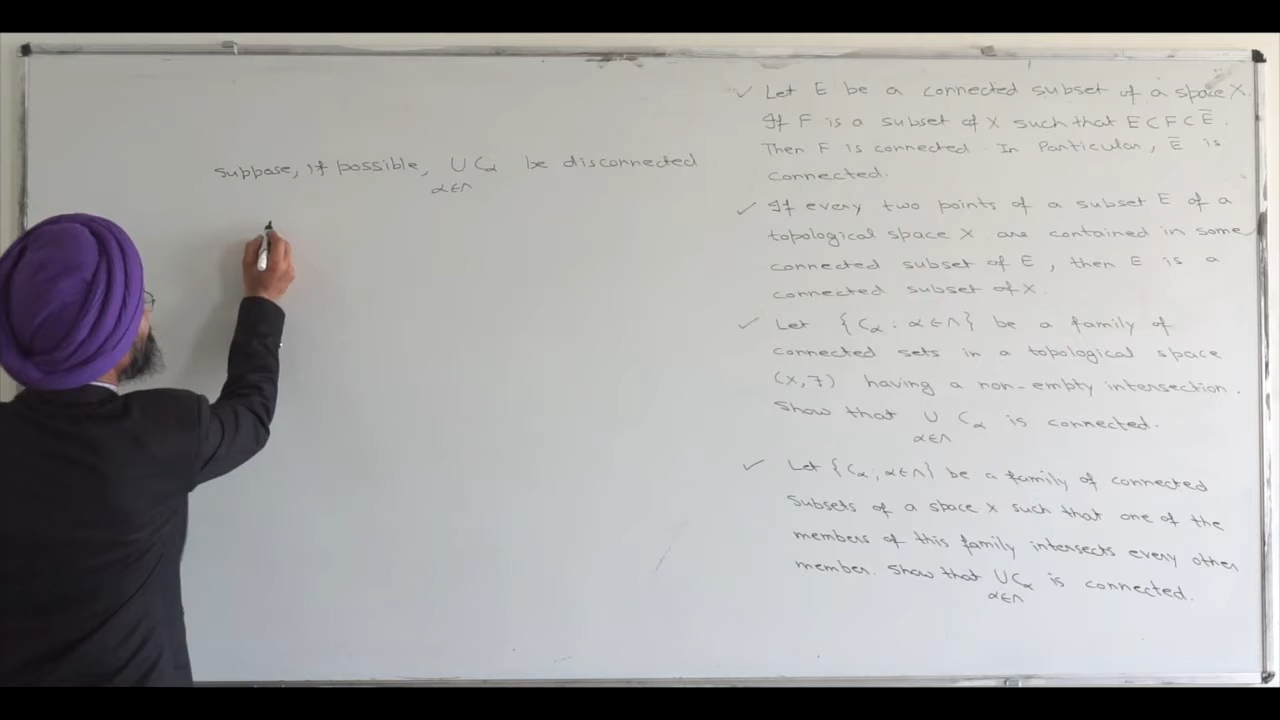 Suppose, if possible, ∪ Cα be disconnected
α∈Λ
✓ Let E be a connected subset of a space X.
If F is a subset of X such that E⊂F⊂E̅.
Then F is connected. In Particular, E̅ is
connected.
✓ If every two points of a subset E of a
topological space X are contained in some
connected subset of E, then E is a
connected subset of X.
✓ Let {Cα : α∈Λ} be a family of
connected sets in a topological space
(X,T) having a non-empty intersection.
Show that ∪ Cα is connected.
α∈Λ
✓ Let {Cα ; α∈Λ} be a family of connected
subsets of a space X such that one of the
members of this family intersects every other
member. Show that ∪Cα is connected.
α∈Λ